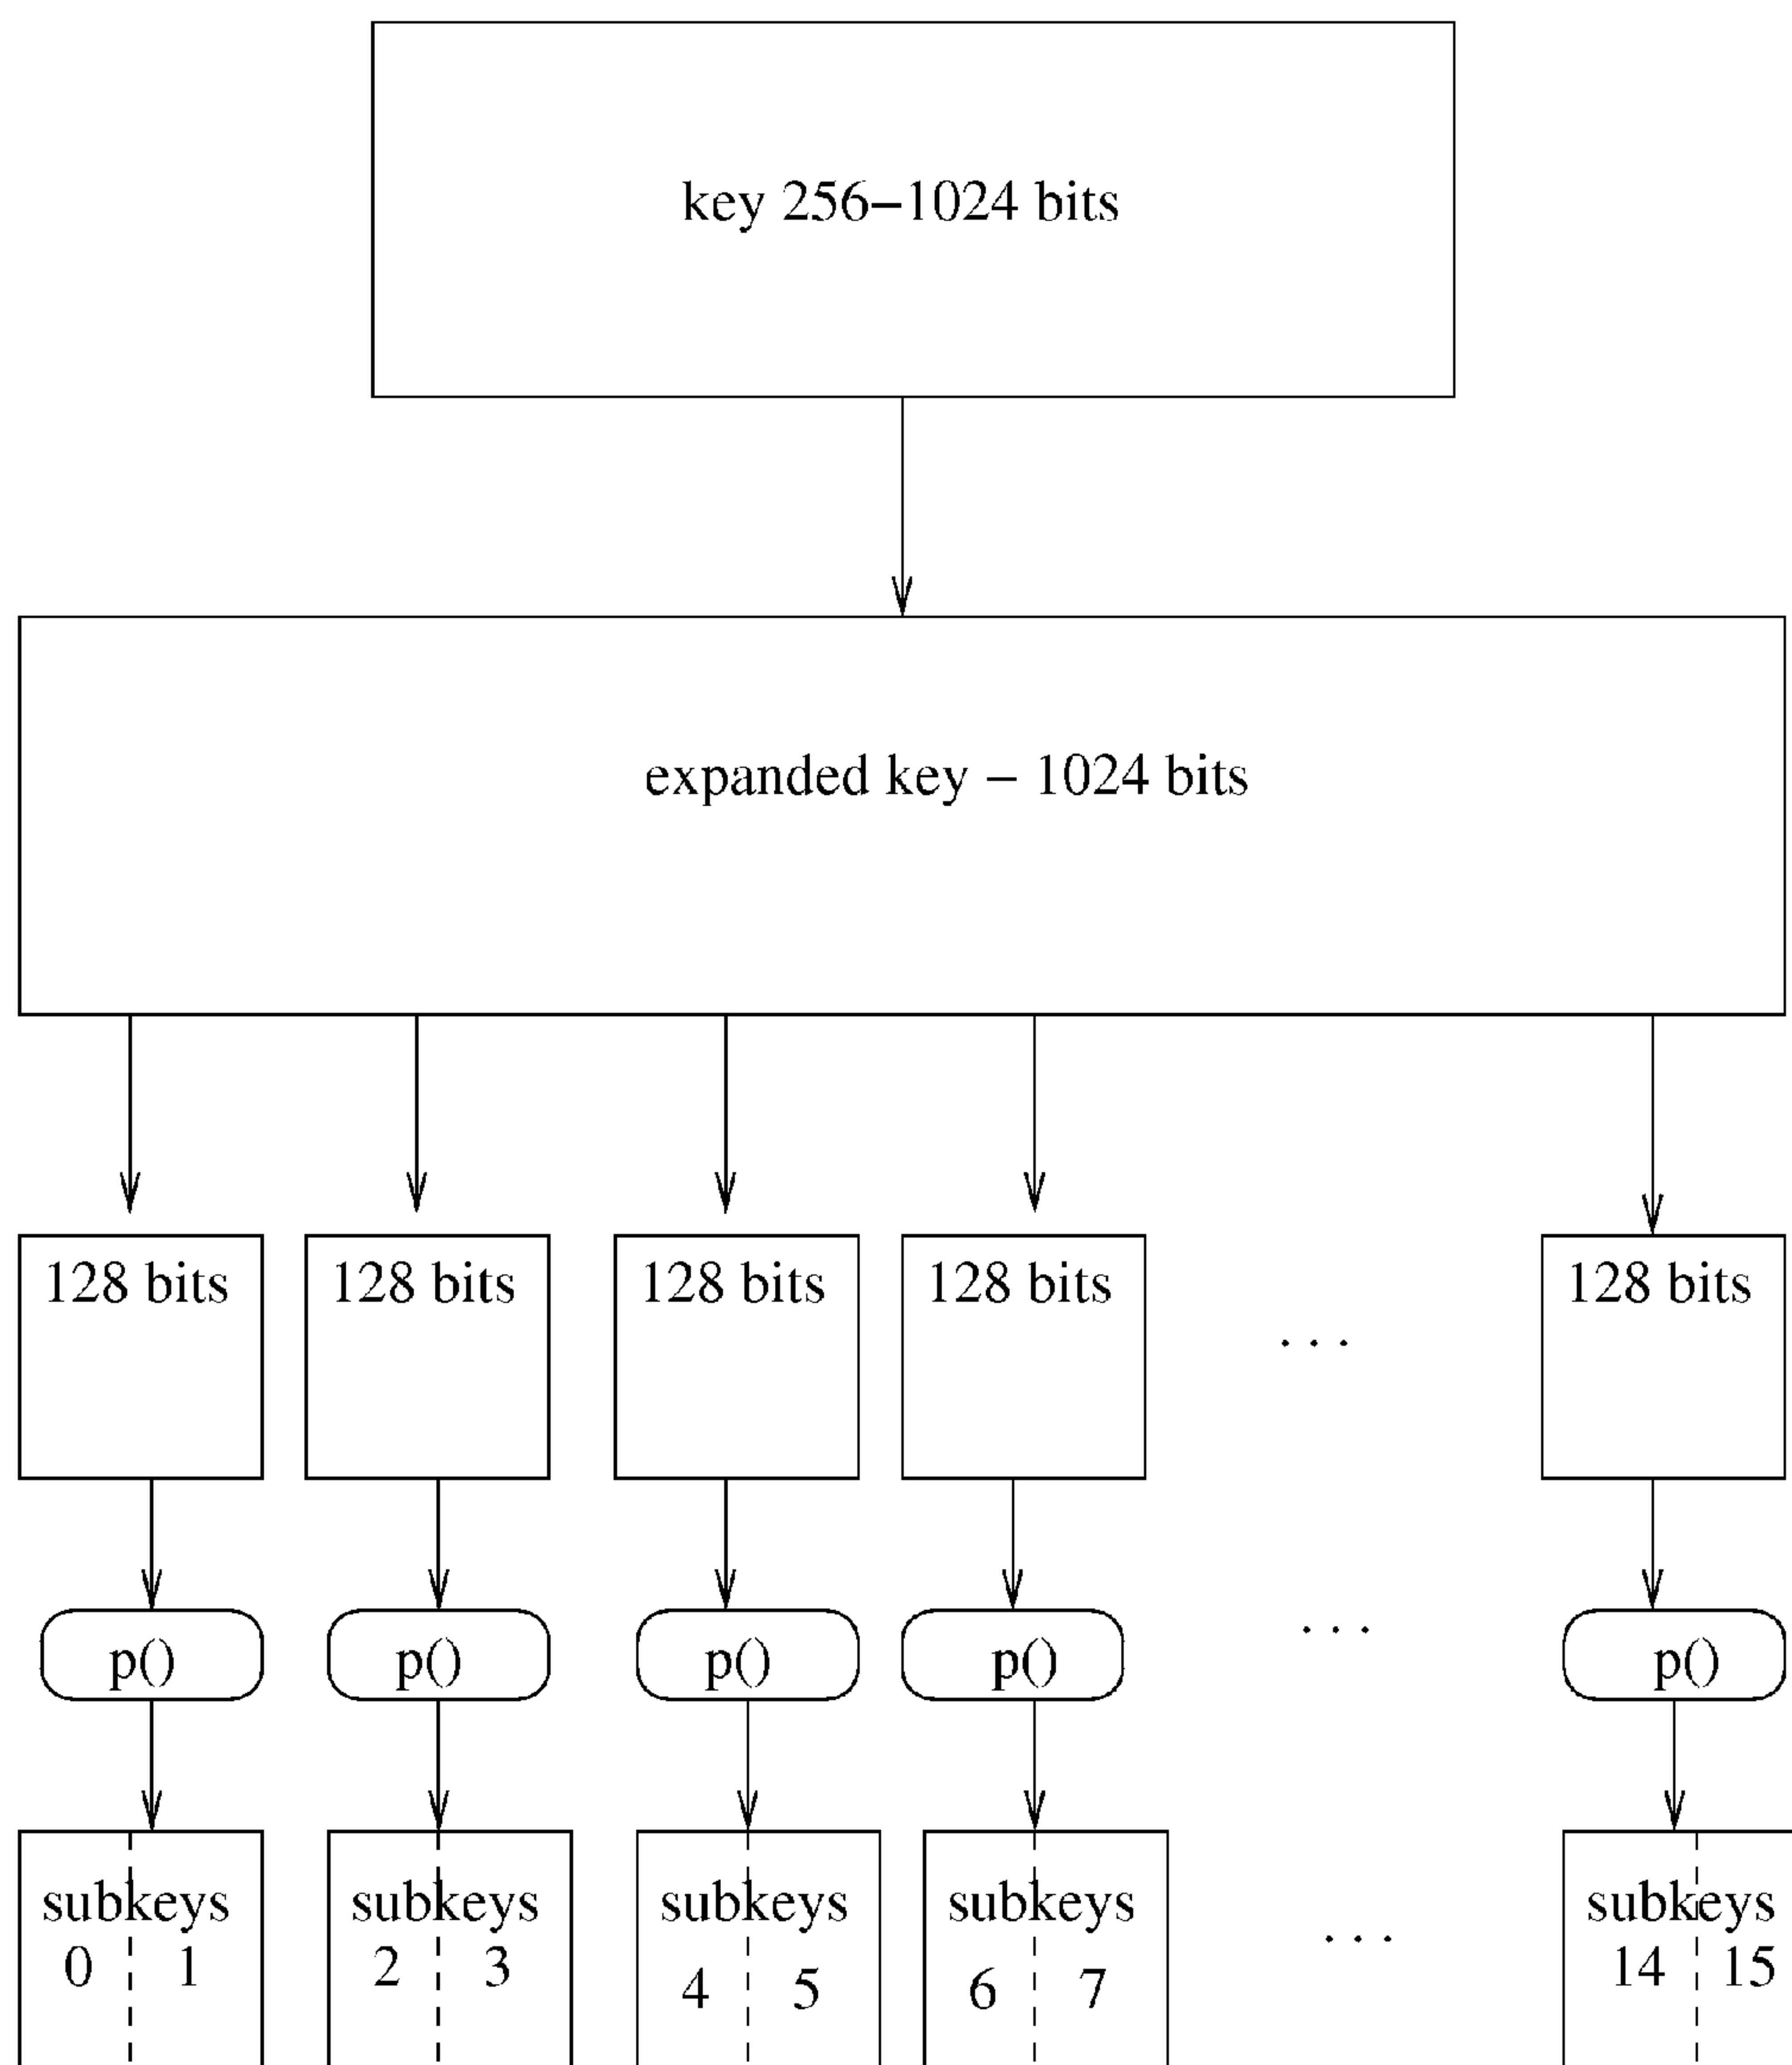 key 256–1024 bits
expanded key – 1024 bits
128 bits 128 bits 128 bits 128 bits ... 128 bits
p() p() p() p() ... p()
subkeys subkeys subkeys subkeys ... subkeys
0 1 2 3 4 5 6 7 14 15